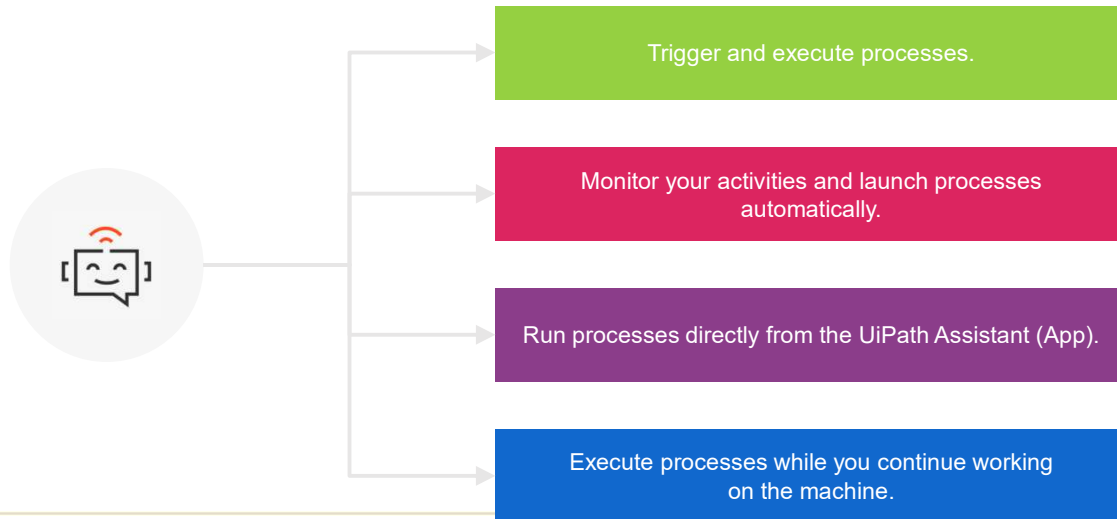 Trigger and execute processes.
Monitor your activities and launch processes
automatically.
Run processes directly from the UiPath Assistant (App).
Execute processes while you continue working
on the machine.